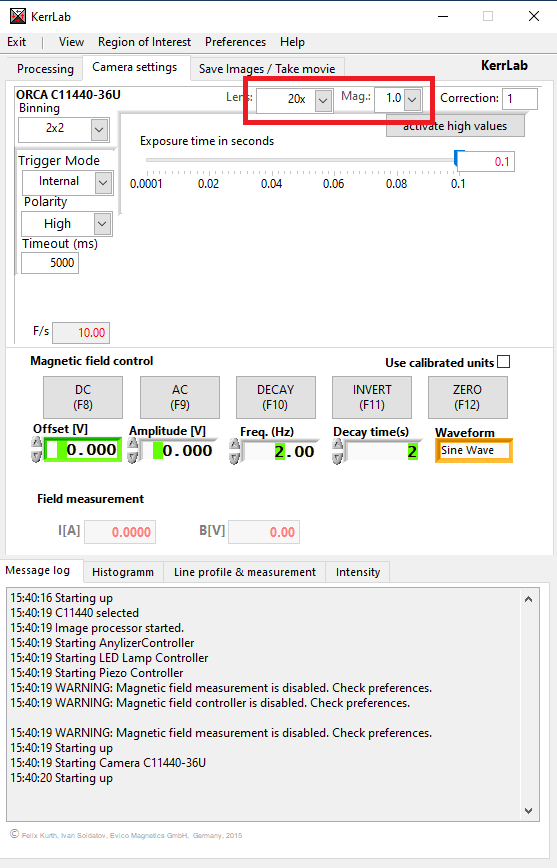 KerrLab
Exit | View Region of Interest Preferences Help
Processing Camera settings Save Images / Take movie KerrLab
ORCA C11440-36U Lens: 20x Mag.: 1.0 Correction: 1
Binning
2x2
activate high values
Exposure time in seconds
0.1
0.0001 0.02 0.04 0.06 0.08 0.1
Trigger Mode
Internal
Polarity
High
Timeout (ms)
5000
F/s 10.00
Magnetic field control Use calibrated units
DC (F8)
AC (F9)
DECAY (F10)
INVERT (F11)
ZERO (F12)
Offset [V] Amplitude [V] Freq. (Hz) Decay time(s) Waveform
0.000 0.000 2.00 2 Sine Wave
Field measurement
I[A] 0.0000 B[V] 0.00
Message log Histogramm Line profile & measurement Intensity
15:40:16 Starting up
15:40:19 C11440 selected
15:40:19 Image processor started.
15:40:19 Starting AnylizerController
15:40:19 Starting LED Lamp Controller
15:40:19 Starting Piezo Controller
15:40:19 WARNING: Magnetic field measurement is disabled. Check preferences.
15:40:19 WARNING: Magnetic field controller is disabled. Check preferences.
15:40:19 WARNING: Magnetic field measurement is disabled. Check preferences.
15:40:19 Starting up
15:40:19 Starting Camera C11440-36U
15:40:20 Starting up
© Felix Kurth, Ivan Soldatov, Evico Magnetics GmbH, Germany, 2015